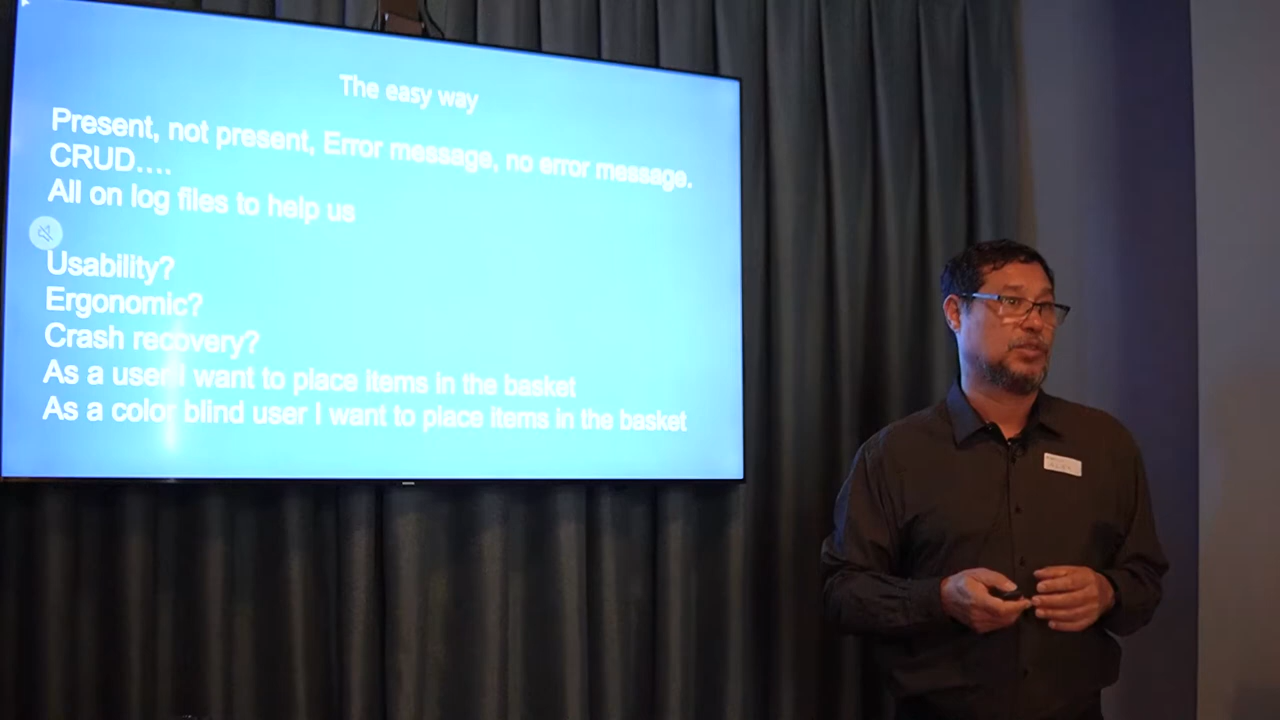 The easy way
Present, not present, Error message, no error message.
CRUD....
All on log files to help us
Usability?
Ergonomic?
Crash recovery?
As a user I want to place items in the basket
As a color blind user I want to place items in the basket